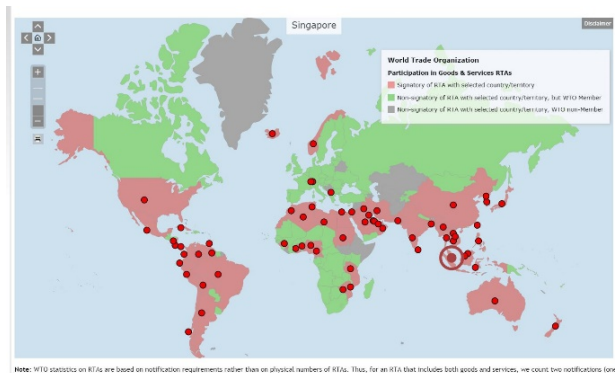 Singapore
Disclaimer
World Trade Organization
Participation in Goods & Services RTAs
Signatory of RTA with selected country/territory
Non-signatory of RTA with selected country/territory, but WTO Member
Non-signatory of RTA with selected country/territory, WTO non-Member
Note: WTO statistics on RTAs are based on notification requirements rather than on physical numbers of RTAs. Thus, for an RTA that includes both goods and services, we count two notifications (one